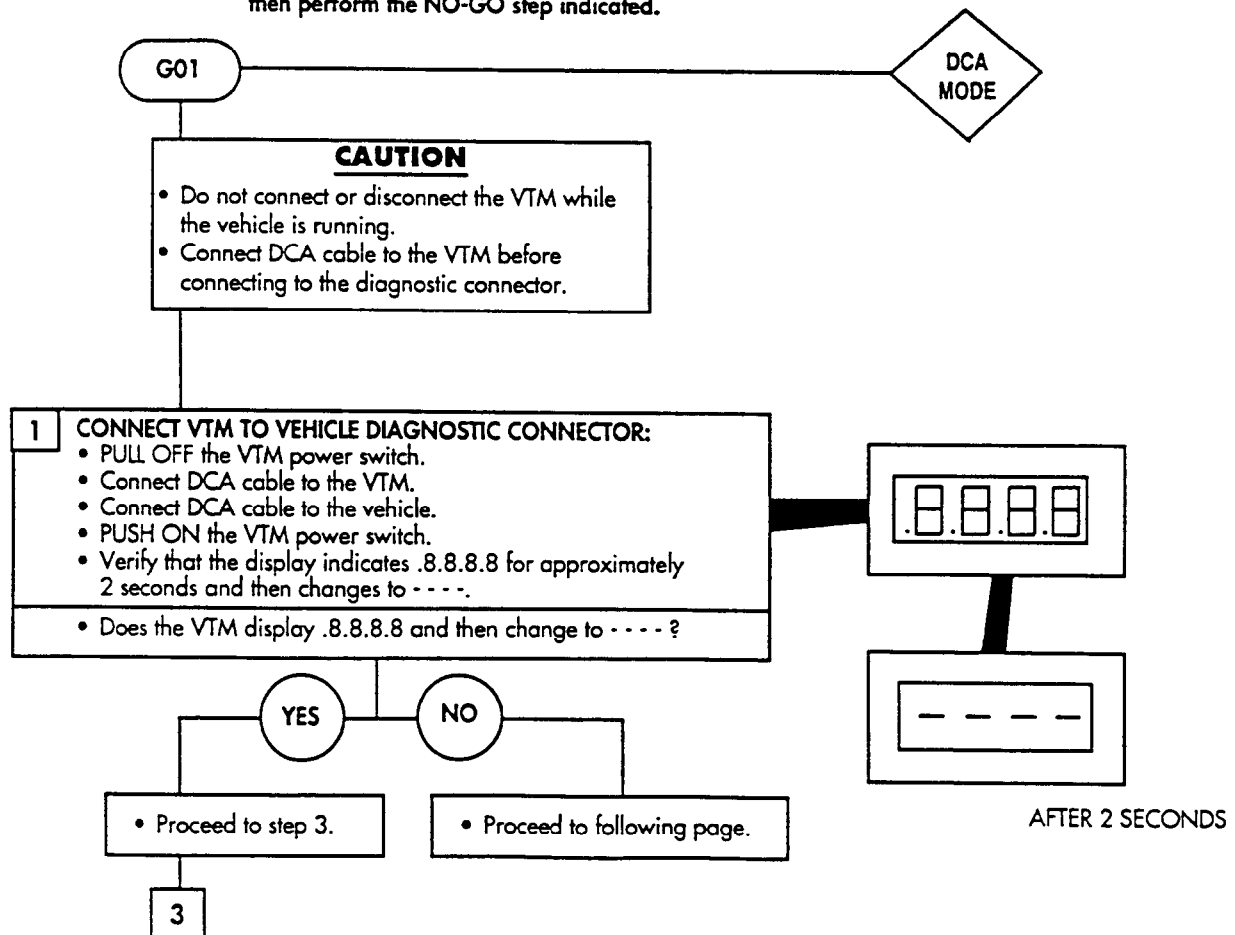 then perform the NO-GO step indicated.
G01
DCA
MODE
CAUTION
• Do not connect or disconnect the VTM while
the vehicle is running.
• Connect DCA cable to the VTM before
connecting to the diagnostic connector.
1 CONNECT VTM TO VEHICLE DIAGNOSTIC CONNECTOR:
• PULL OFF the VTM power switch.
• Connect DCA cable to the VTM.
• Connect DCA cable to the vehicle.
• PUSH ON the VTM power switch.
• Verify that the display indicates .8.8.8.8 for approximately
2 seconds and then changes to - - - -.
• Does the VTM display .8.8.8.8 and then change to - - - - ?
.8.8.8.8
- - - -
AFTER 2 SECONDS
YES
NO
• Proceed to step 3.
• Proceed to following page.
3